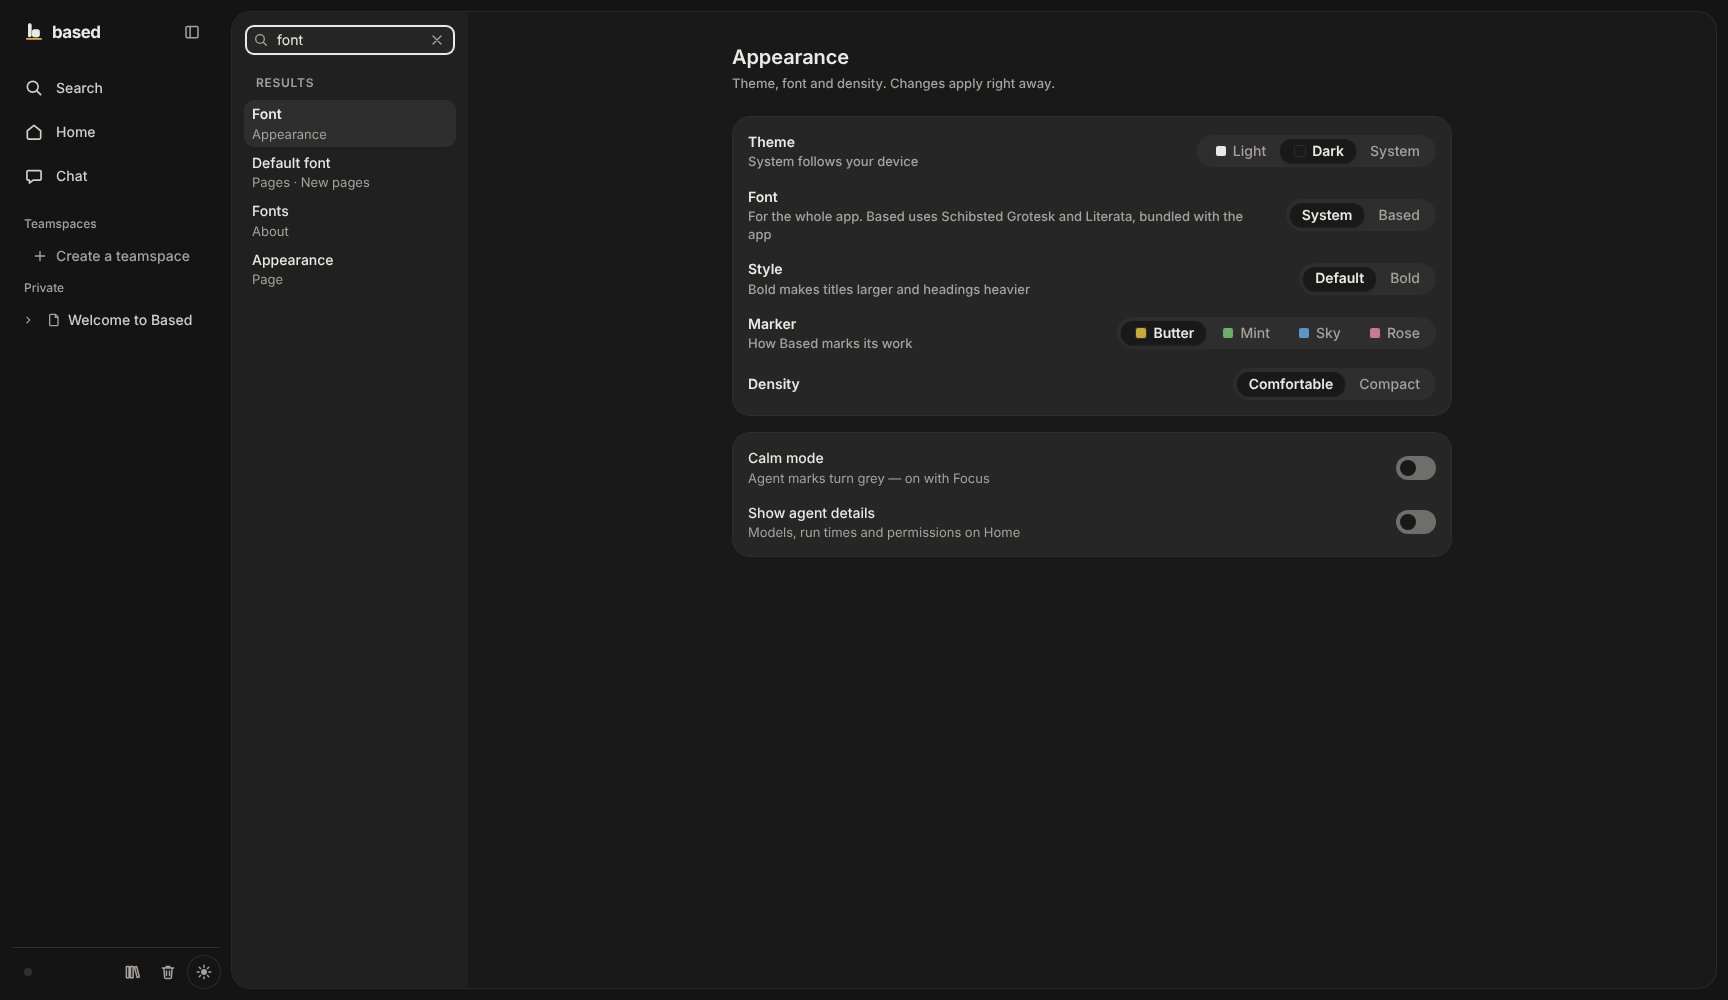 based
Search
Home
Chat
Teamspaces
Create a teamspace
Private
Welcome to Based
font
RESULTS
Font
Appearance
Default font
Pages · New pages
Fonts
About
Appearance
Page
Appearance
Theme, font and density. Changes apply right away.
Theme
System follows your device
Light Dark System
Font
For the whole app. Based uses Schibsted Grotesk and Literata, bundled with the
app
System Based
Style
Bold makes titles larger and headings heavier
Default Bold
Marker
How Based marks its work
Butter Mint Sky Rose
Density
Comfortable Compact
Calm mode
Agent marks turn grey — on with Focus
Show agent details
Models, run times and permissions on Home